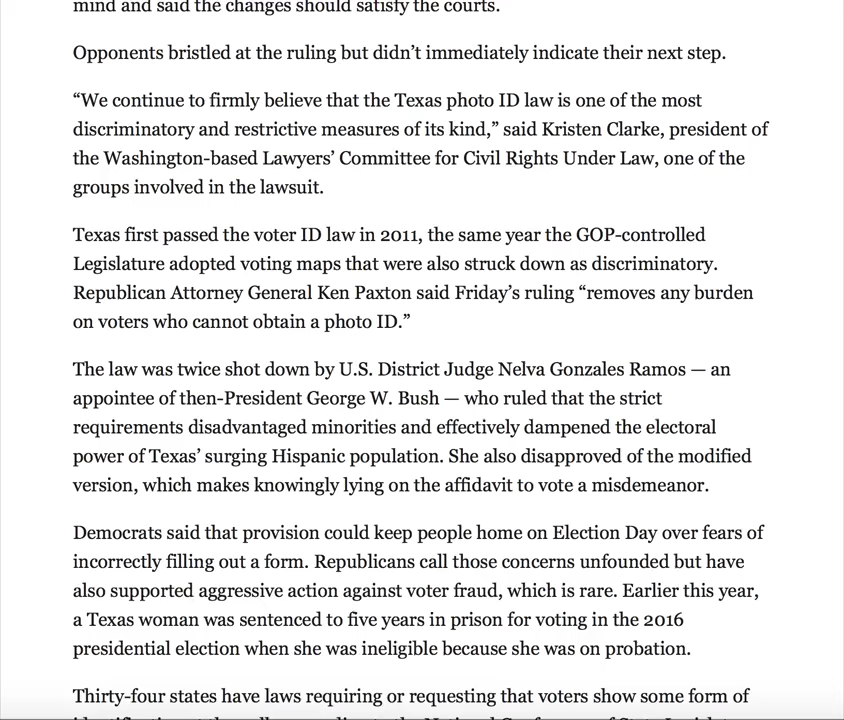 mind and said the changes should satisfy the courts.
Opponents bristled at the ruling but didn’t immediately indicate their next step.
“We continue to firmly believe that the Texas photo ID law is one of the most
discriminatory and restrictive measures of its kind,” said Kristen Clarke, president of
the Washington-based Lawyers’ Committee for Civil Rights Under Law, one of the
groups involved in the lawsuit.
Texas first passed the voter ID law in 2011, the same year the GOP-controlled
Legislature adopted voting maps that were also struck down as discriminatory.
Republican Attorney General Ken Paxton said Friday’s ruling “removes any burden
on voters who cannot obtain a photo ID.”
The law was twice shot down by U.S. District Judge Nelva Gonzales Ramos — an
appointee of then-President George W. Bush — who ruled that the strict
requirements disadvantaged minorities and effectively dampened the electoral
power of Texas’ surging Hispanic population. She also disapproved of the modified
version, which makes knowingly lying on the affidavit to vote a misdemeanor.
Democrats said that provision could keep people home on Election Day over fears of
incorrectly filling out a form. Republicans call those concerns unfounded but have
also supported aggressive action against voter fraud, which is rare. Earlier this year,
a Texas woman was sentenced to five years in prison for voting in the 2016
presidential election when she was ineligible because she was on probation.
Thirty-four states have laws requiring or requesting that voters show some form of